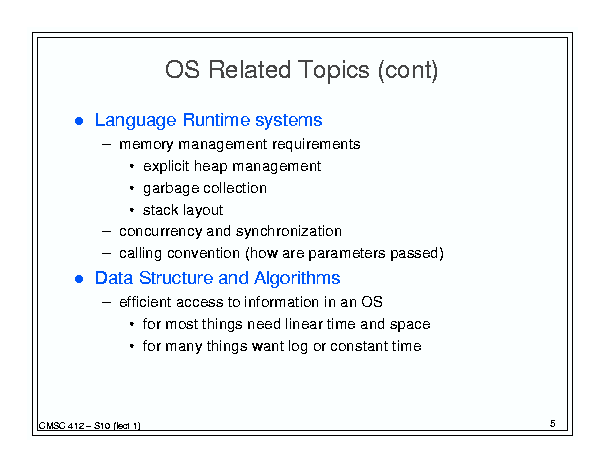 OS Related Topics (cont)
● Language Runtime systems
– memory management requirements
• explicit heap management
• garbage collection
• stack layout
– concurrency and synchronization
– calling convention (how are parameters passed)
● Data Structure and Algorithms
– efficient access to information in an OS
• for most things need linear time and space
• for many things want log or constant time
CMSC 412 – S10 (lect 1)
5